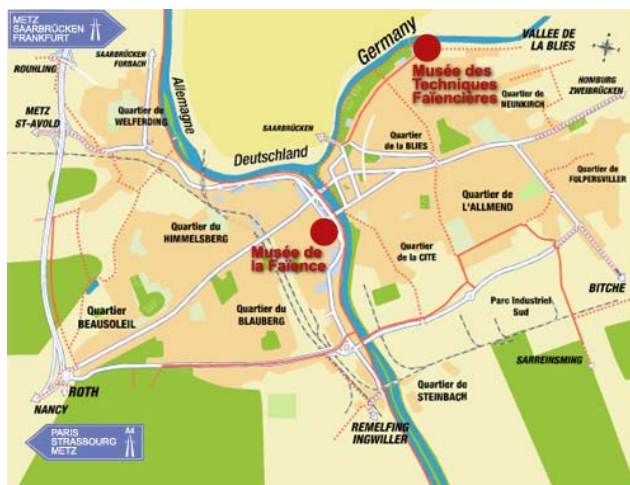 METZ
SAARBRÜCKEN
FRANKFURT
ROUHLING
SAARBRÜCKEN
FORBACH
METZ
ST-AVOLD
Quartier de
WELFERDING
Allemagne
Germany
Deutschland
SAARBRÜCKEN
VALLEE DE
LA BLIES
Musée des
Techniques
Faïencières
Quartier de
NEUNKIRCH
HOMBURG
ZWEIBRÜCKEN
Quartier
de la BLIES
Quartier de
FOLPERSVILLER
Quartier de
L'ALLMEND
Quartier du
HIMMELSBERG
Musée de
la Faïence
Quartier
de la CITE
BITCHE
Quartier
BEAUSOLEIL
Quartier du
BLAUBERG
Parc Industriel
Sud
SARREINSMING
ROTH
NANCY
Quartier de
STEINBACH
REMELFING
INGWILLER
PARIS
STRASBOURG
METZ
A4